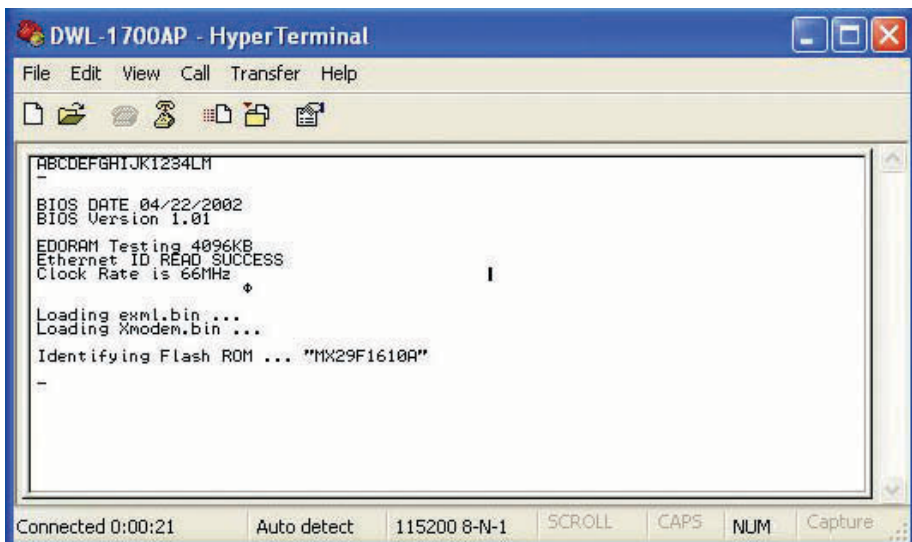 DWL-1700AP - HyperTerminal
File Edit View Call Transfer Help
ABCDEFGHIJK1234LM
BIOS DATE 04/22/2002
BIOS Version 1.01
EDORAM Testing 4096KB
Ethernet ID READ SUCCESS
Clock Rate is 66MHz
Φ
Loading exml.bin ...
Loading Xmodem.bin ...
Identifying Flash ROM ... "MX29F1610A"
Connected 0:00:21 Auto detect 115200 8-N-1 SCROLL CAPS NUM Capture